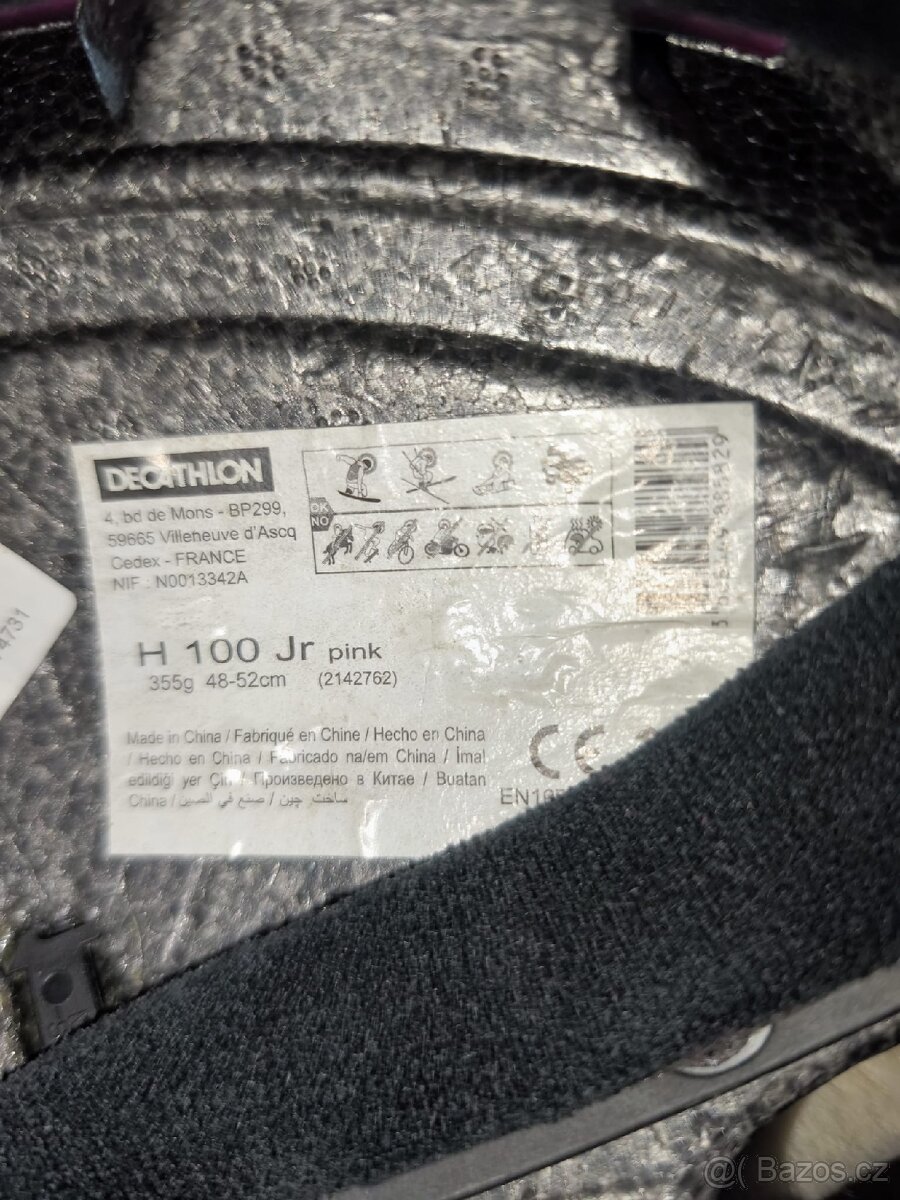 DECATHLON
4, bd de Mons - BP299,
59665 Villeneuve d'Ascq
Cedex - FRANCE
NIF : N0013342A
OK
NO
H 100 Jr pink
355g 48-52cm (2142762)
Made in China / Fabriqué en Chine / Hecho en China
/ Hecho en China / Fabricado na/em China / İmal
edildiği yer Çin / Произведено в Китае / Buatan
China / صنع في الصين / ساخت چین
CE
4731
@( Bazos.cz